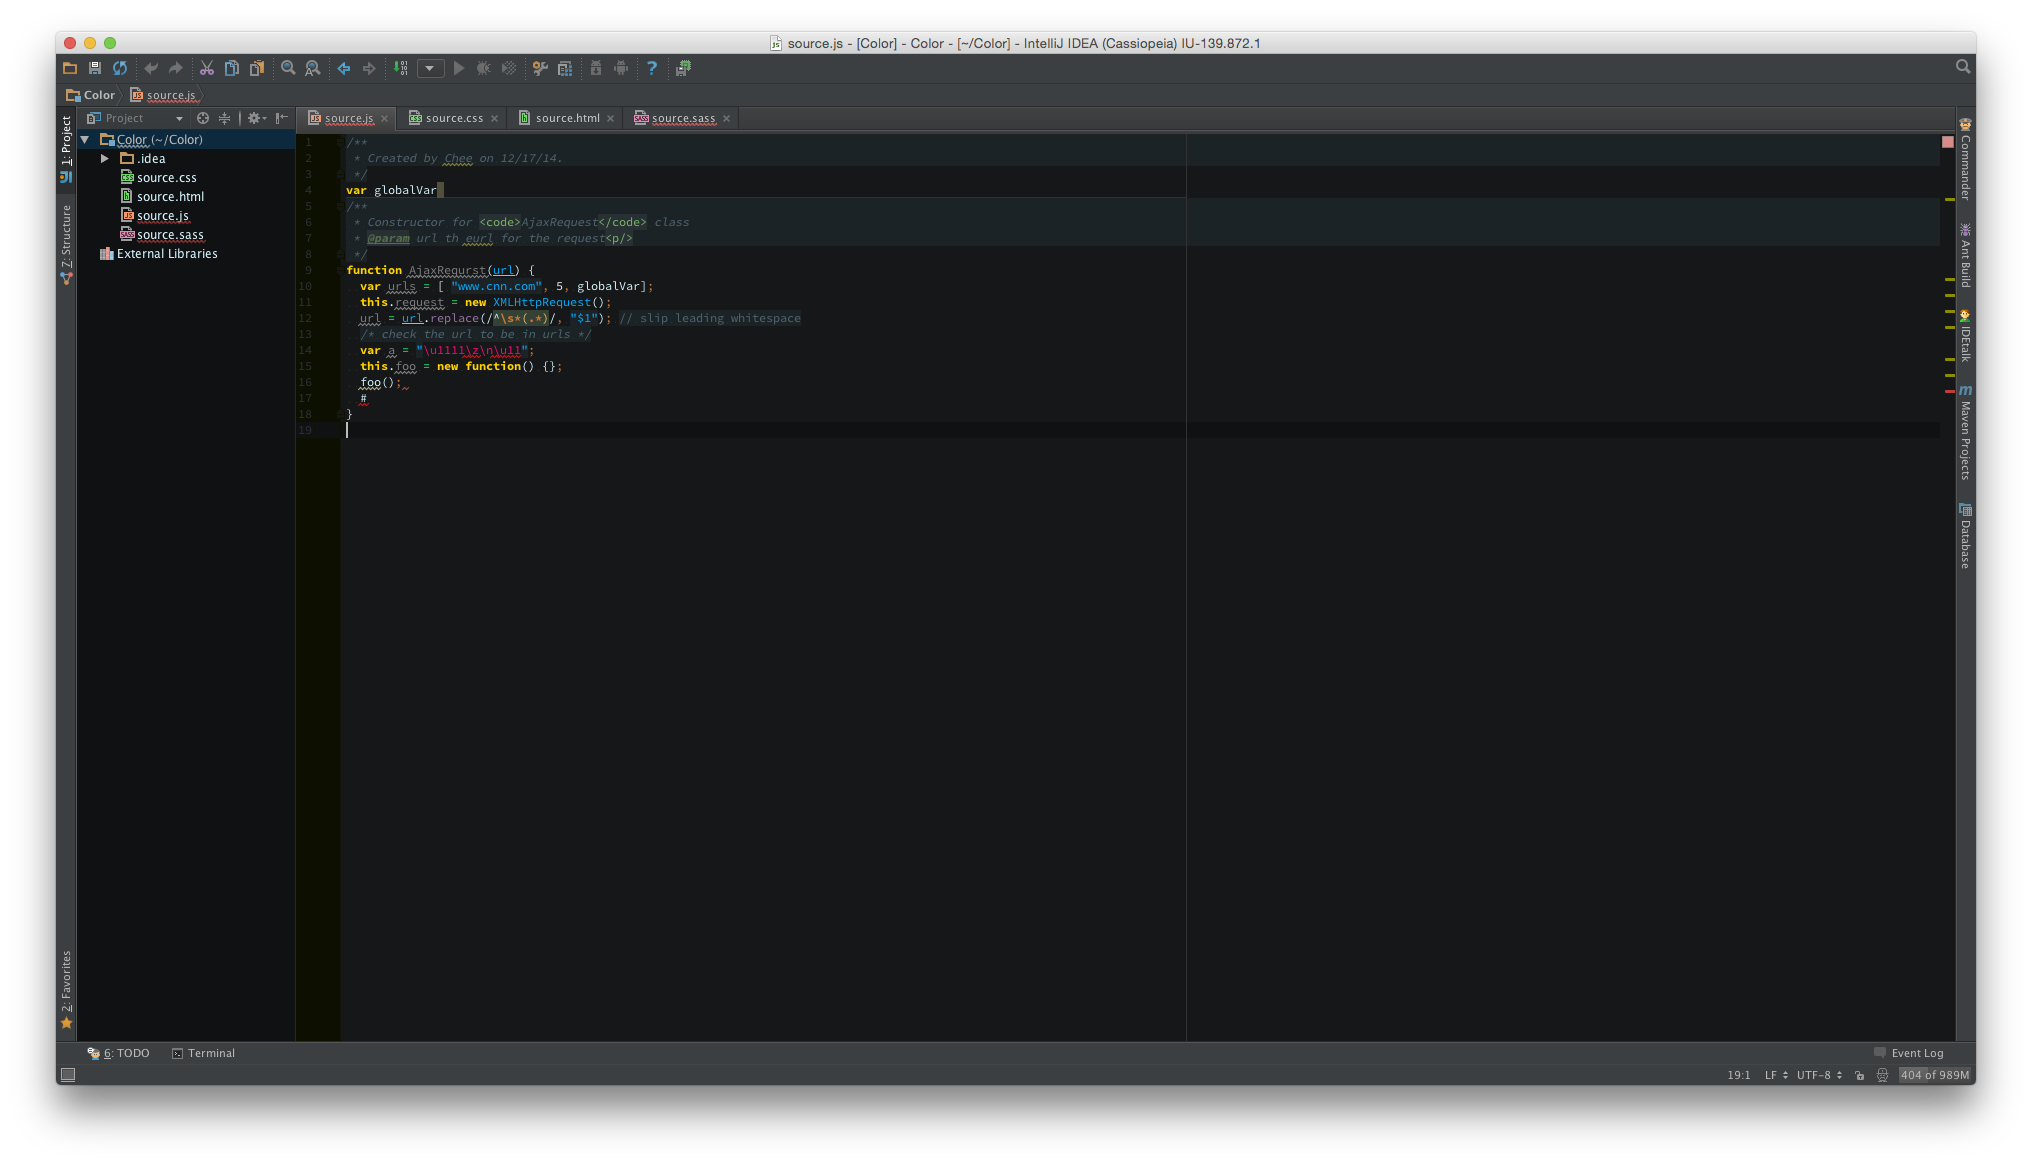 source.js - [Color] - Color - [~/Color] - IntelliJ IDEA (Cassiopeia) IU-139.872.1
Color source.js
Project
source.js source.css source.html source.sass
1: Project
7: Structure
2: Favorites
Color (~/Color)
.idea
source.css
source.html
source.js
source.sass
External Libraries
1 /**
2 * Created by Chee on 12/17/14.
3 */
4 var globalVar
5 /**
6 * Constructor for <code>AjaxRequest</code> class
7 * @param url th eurl for the request<p/>
8 */
9 function AjaxRequrst(url) {
10 var urls = [ "www.cnn.com", 5, globalVar];
11 this.request = new XMLHttpRequest();
12 url = url.replace(/^\s*(.*)/, "$1"); // slip leading whitespace
13 /* check the url to be in urls */
14 var a = "\u1111\z\n\u11";
15 this.foo = new function() {};
16 foo();
17 #
18 }
19
Commander
Ant Build
IDEtalk
Maven Projects
Database
6: TODO Terminal Event Log
19:1 LF UTF-8 404 of 989M